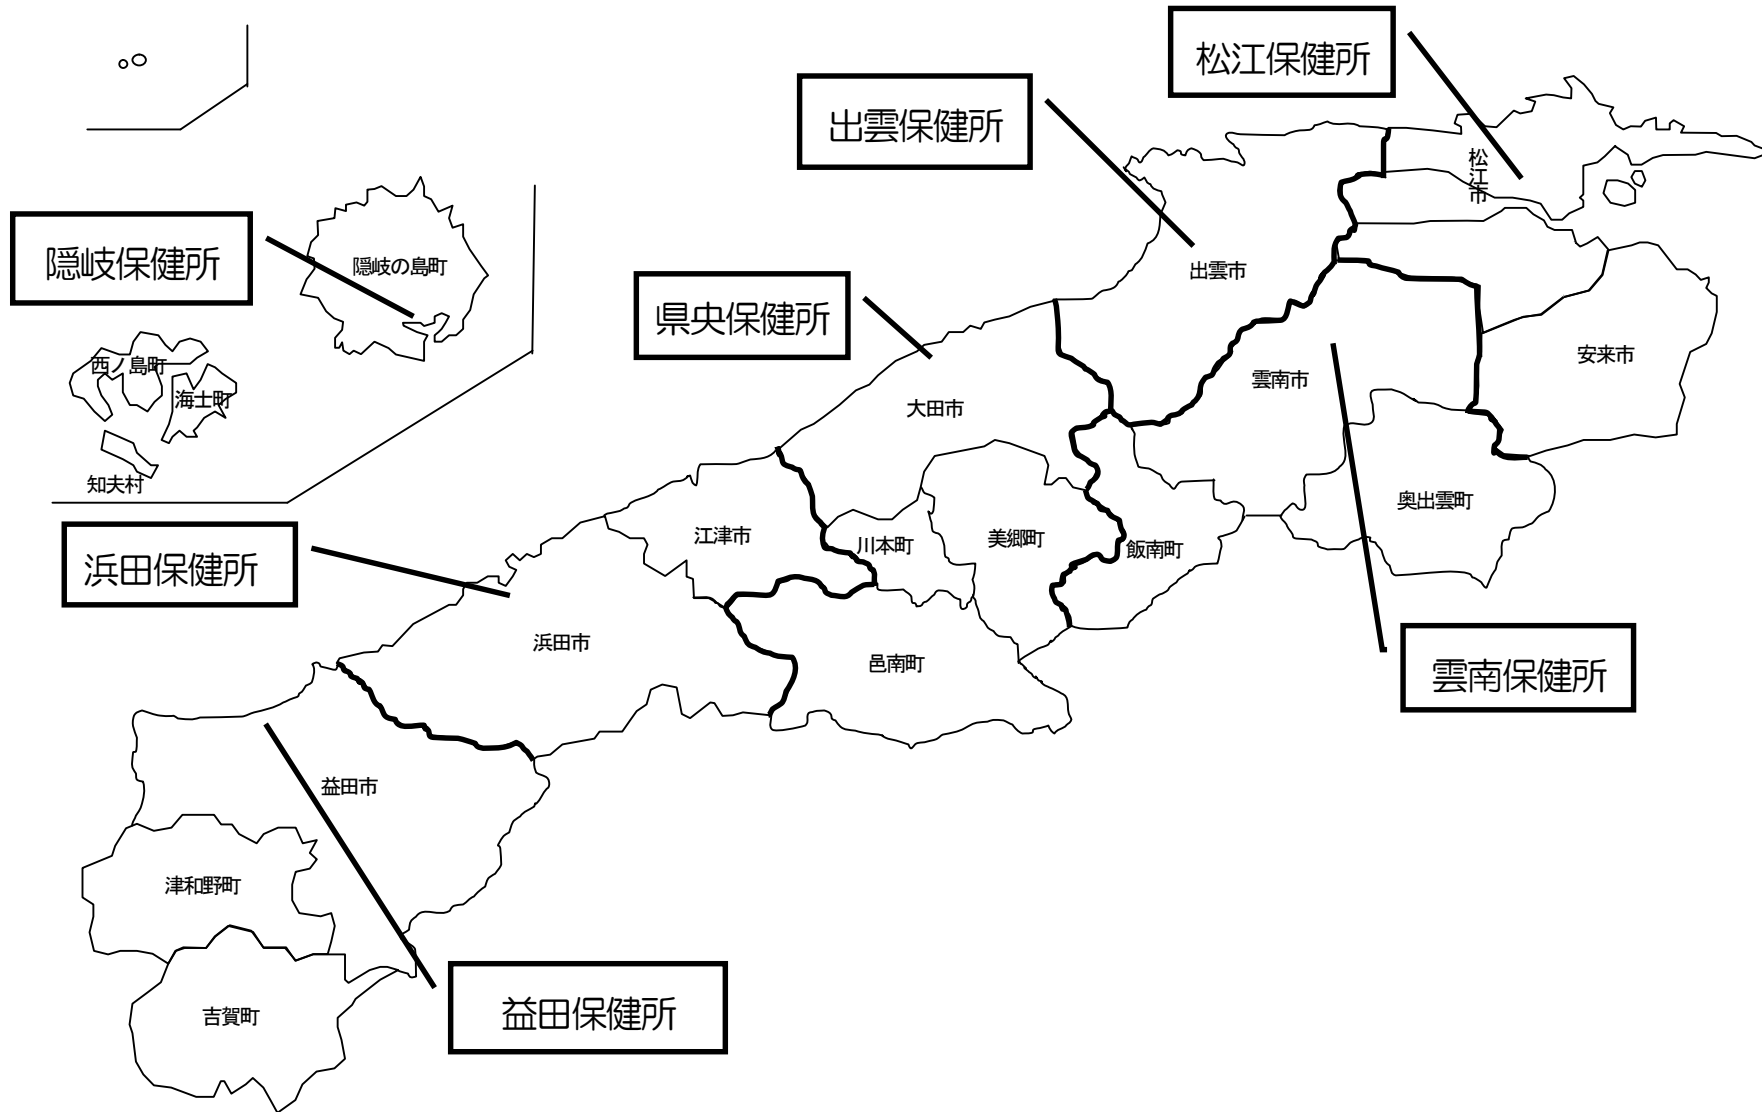 松江保健所
出雲保健所
松江市
隠岐保健所
隠岐の島町
出雲市
県央保健所
西ノ島町
海士町
知夫村
安来市
雲南市
大田市
奥出雲町
江津市
川本町
美郷町
飯南町
浜田保健所
浜田市
邑南町
雲南保健所
益田市
津和野町
吉賀町
益田保健所